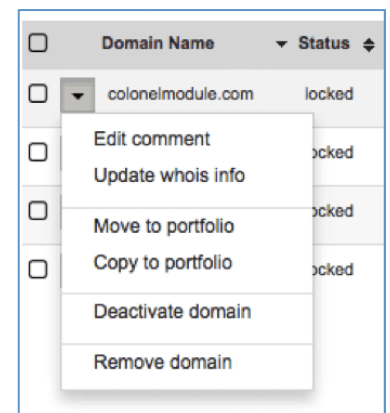 Domain Name Status
colonelmodule.com locked
Edit comment
Update whois info
Move to portfolio
Copy to portfolio
Deactivate domain
Remove domain